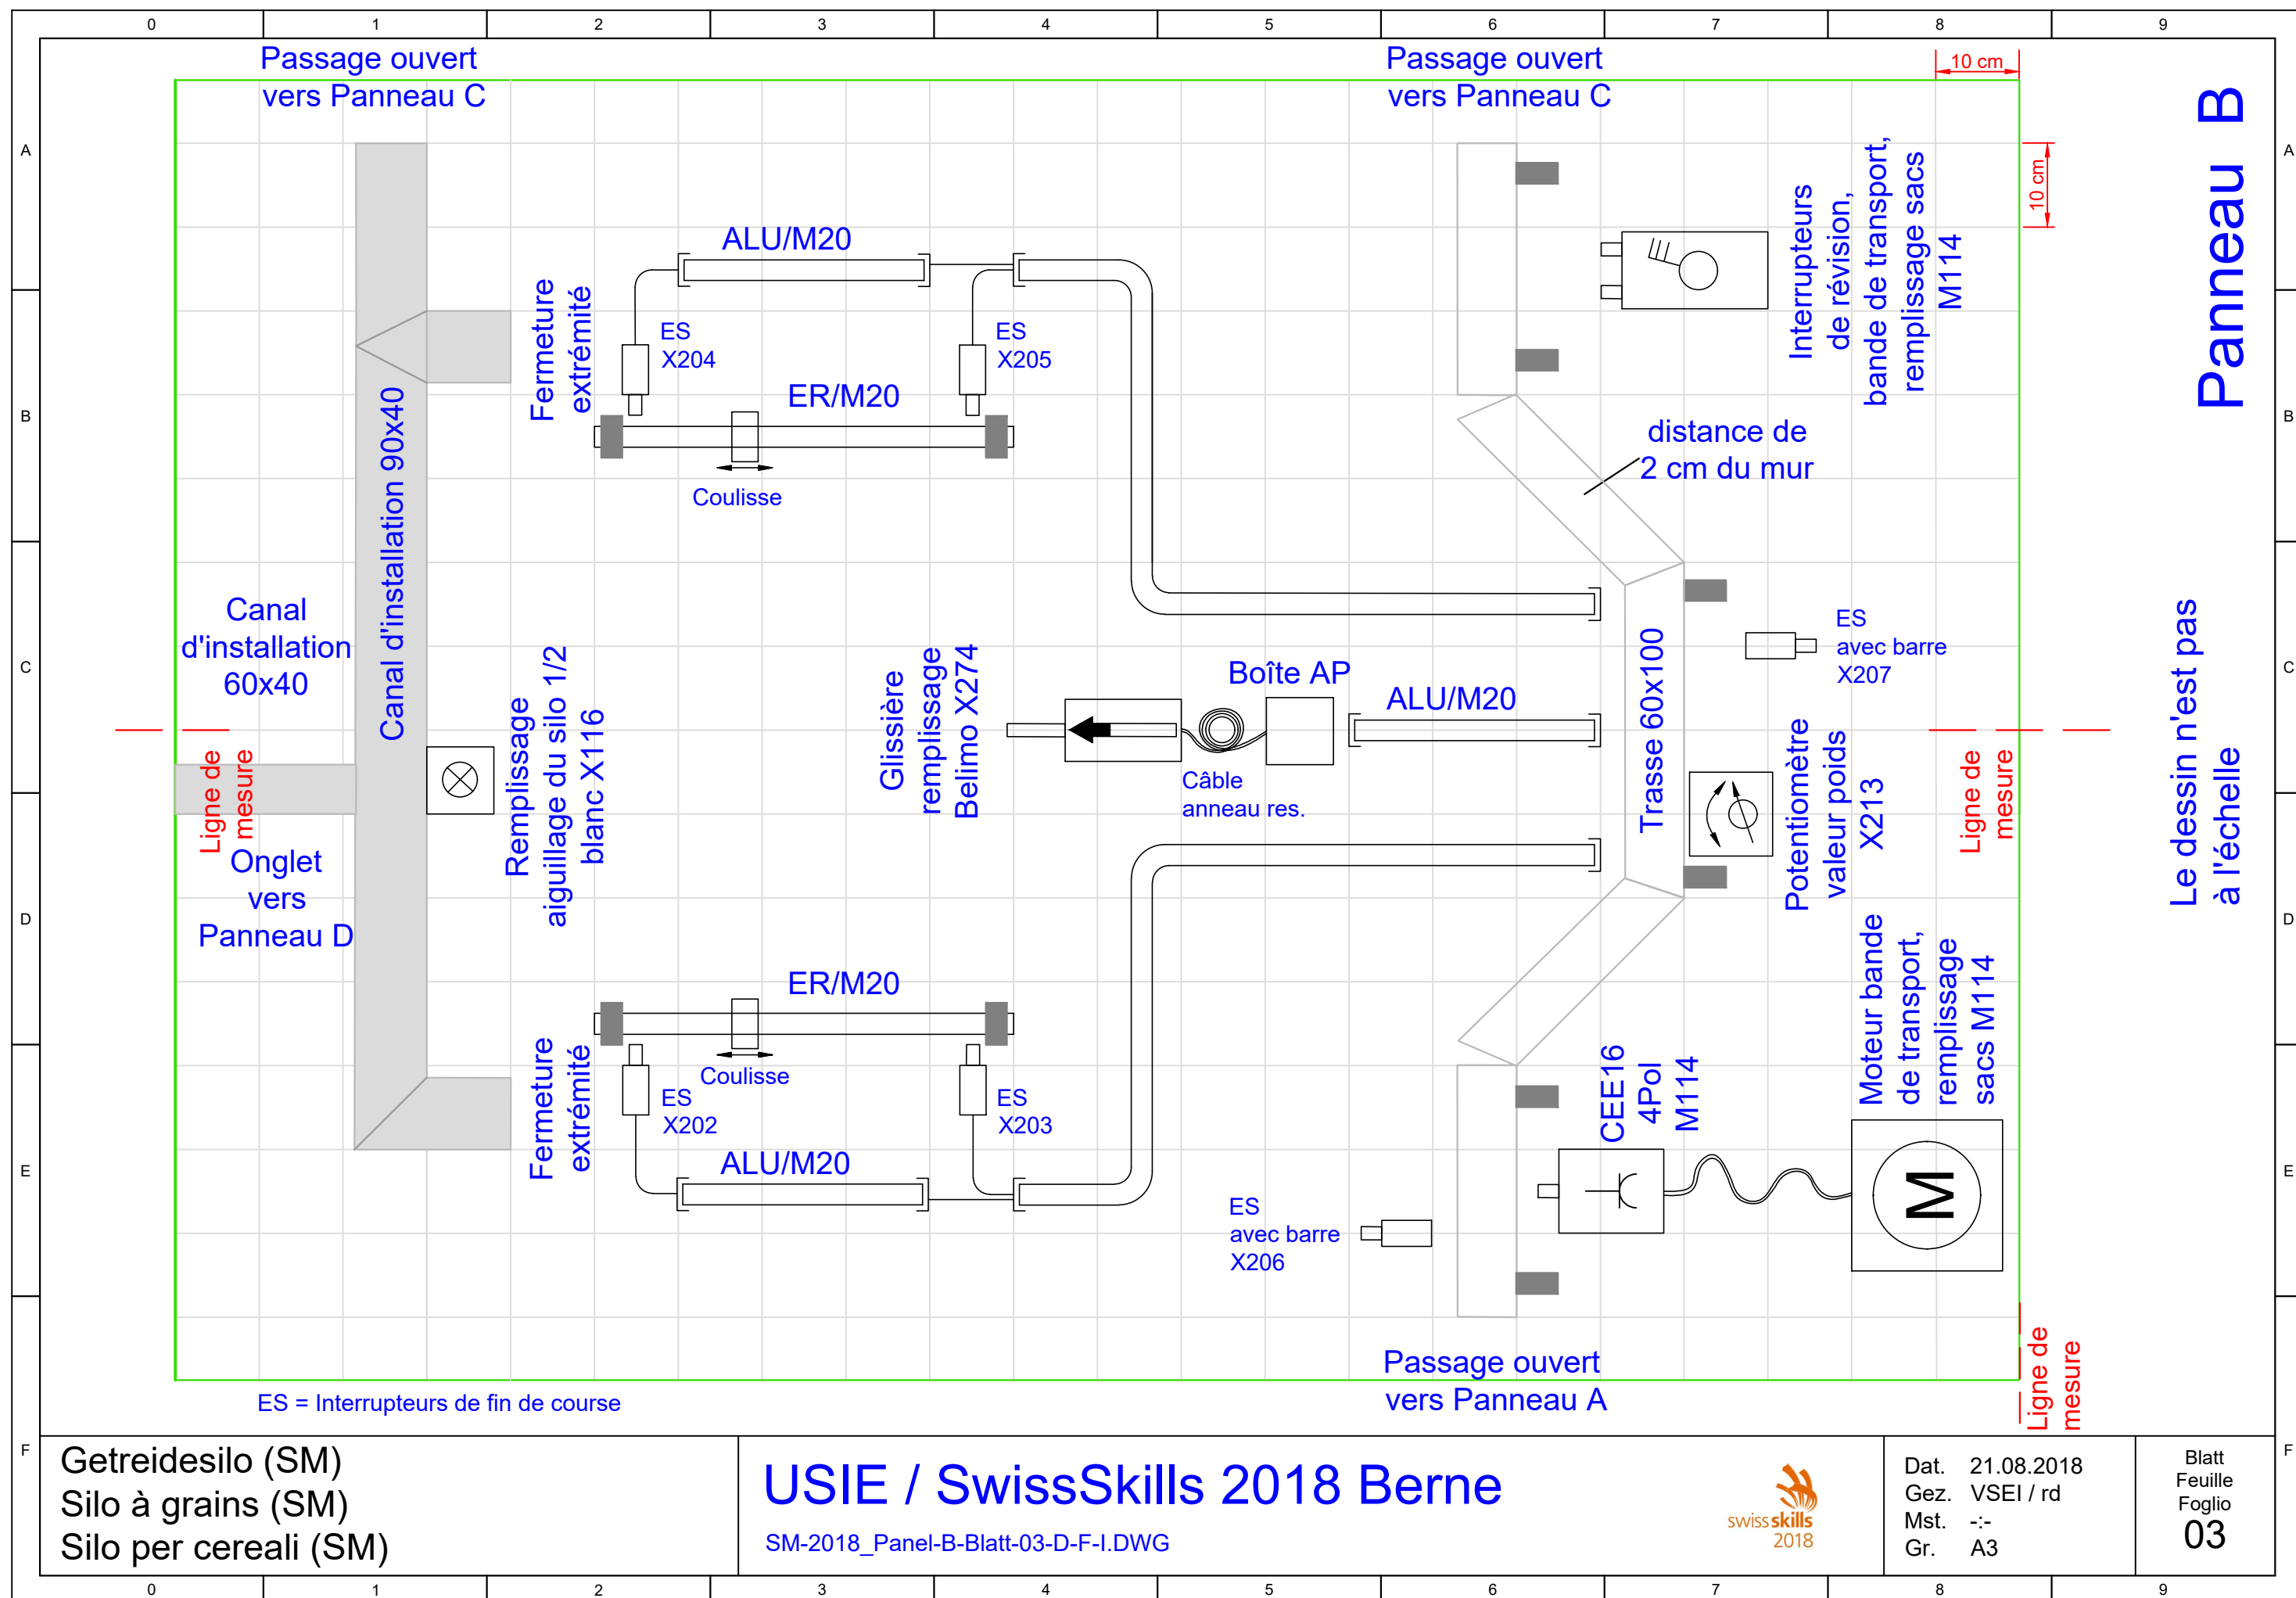 0 1 2 3 4 5 6 7 8 9
Passage ouvert
vers Panneau C
Passage ouvert
vers Panneau C
10 cm
10 cm
Panneau B
A
A
B
B
C
C
D
D
E
E
F
F
ALU/M20
Fermeture
extrémité
ES
X204
ES
X205
ER/M20
Coulisse
Interrupteurs
de révision,
bande de transport,
remplissage sacs
M114
distance de
2 cm du mur
Canal d'installation 90x40
Canal
d'installation
60x40
Ligne de
mesure
Onglet
vers
Panneau D
Remplissage
aiguillage du silo 1/2
blanc X116
Glissière
remplissage
Belimo X274
Boîte AP
Câble
anneau res.
ALU/M20
Trasse 60x100
ES
avec barre
X207
Potentiomètre
valeur poids
X213
Ligne de
mesure
Le dessin n'est pas
à l'échelle
ER/M20
Coulisse
Fermeture
extrémité
ES
X202
ES
X203
ALU/M20
ES
avec barre
X206
CEE16
4Pol
M114
Moteur bande
de transport,
remplissage
sacs M114
M
Passage ouvert
vers Panneau A
Ligne de
mesure
ES = Interrupteurs de fin de course
Getreidesilo (SM)
Silo à grains (SM)
Silo per cereali (SM)
USIE / SwissSkills 2018 Berne
SM-2018_Panel-B-Blatt-03-D-F-I.DWG
swissskills
2018
Dat. 21.08.2018
Gez. VSEI / rd
Mst. -:-
Gr. A3
Blatt
Feuille
Foglio
03
0 1 2 3 4 5 6 7 8 9